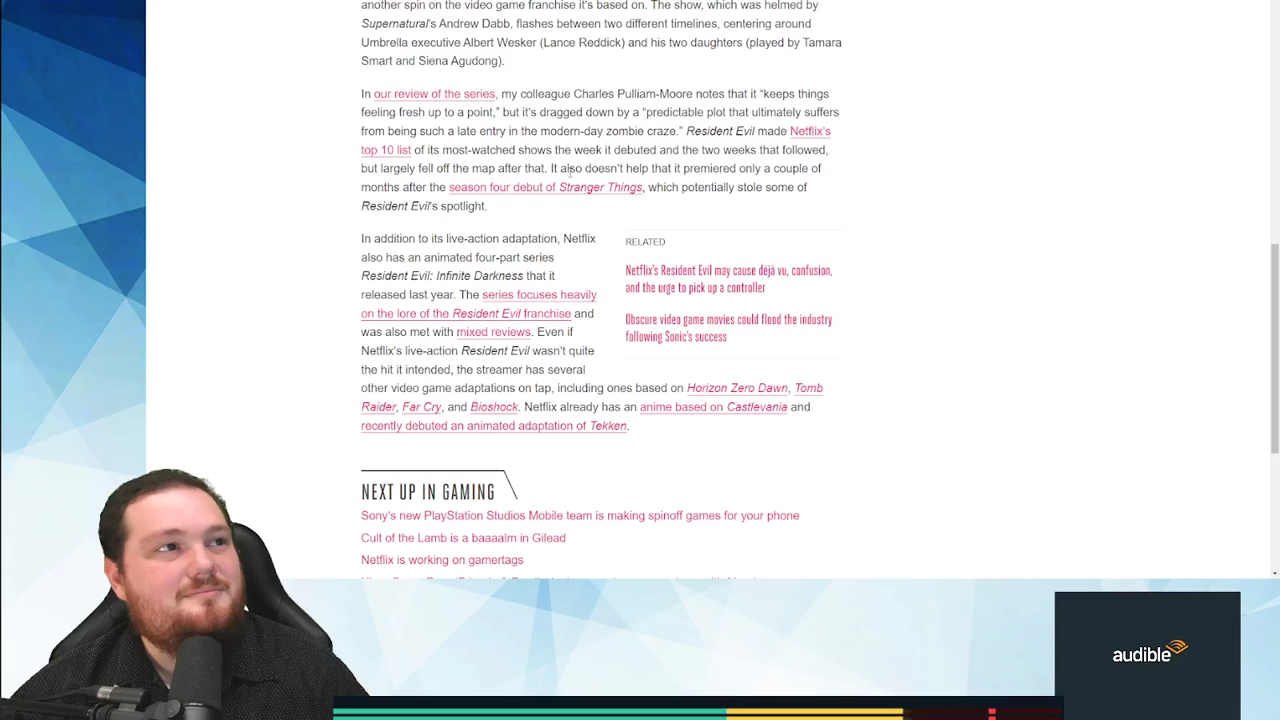 another spin on the video game franchise it's based on. The show, which was helmed by
Supernatural's Andrew Dabb, flashes between two different timelines, centering around
Umbrella executive Albert Wesker (Lance Reddick) and his two daughters (played by Tamara
Smart and Siena Agudong).
In our review of the series, my colleague Charles Pulliam-Moore notes that it “keeps things
feeling fresh up to a point,” but it's dragged down by a “predictable plot that ultimately suffers
from being such a late entry in the modern-day zombie craze.” Resident Evil made Netflix's
top 10 list of its most-watched shows the week it debuted and the two weeks that followed,
but largely fell off the map after that. It also doesn't help that it premiered only a couple of
months after the season four debut of Stranger Things, which potentially stole some of
Resident Evil's spotlight.
In addition to its live-action adaptation, Netflix
also has an animated four-part series
Resident Evil: Infinite Darkness that it
released last year. The series focuses heavily
on the lore of the Resident Evil franchise and
was also met with mixed reviews. Even if
Netflix's live-action Resident Evil wasn't quite
the hit it intended, the streamer has several
other video game adaptations on tap, including ones based on Horizon Zero Dawn, Tomb
Raider, Far Cry, and Bioshock. Netflix already has an anime based on Castlevania and
recently debuted an animated adaptation of Tekken.
RELATED
Netflix's Resident Evil may cause déjà vu, confusion,
and the urge to pick up a controller
Obscure video game movies could flood the industry
following Sonic's success
NEXT UP IN GAMING
Sony's new PlayStation Studios Mobile team is making spinoff games for your phone
Cult of the Lamb is a baaaalm in Gilead
Netflix is working on gamertags
audible